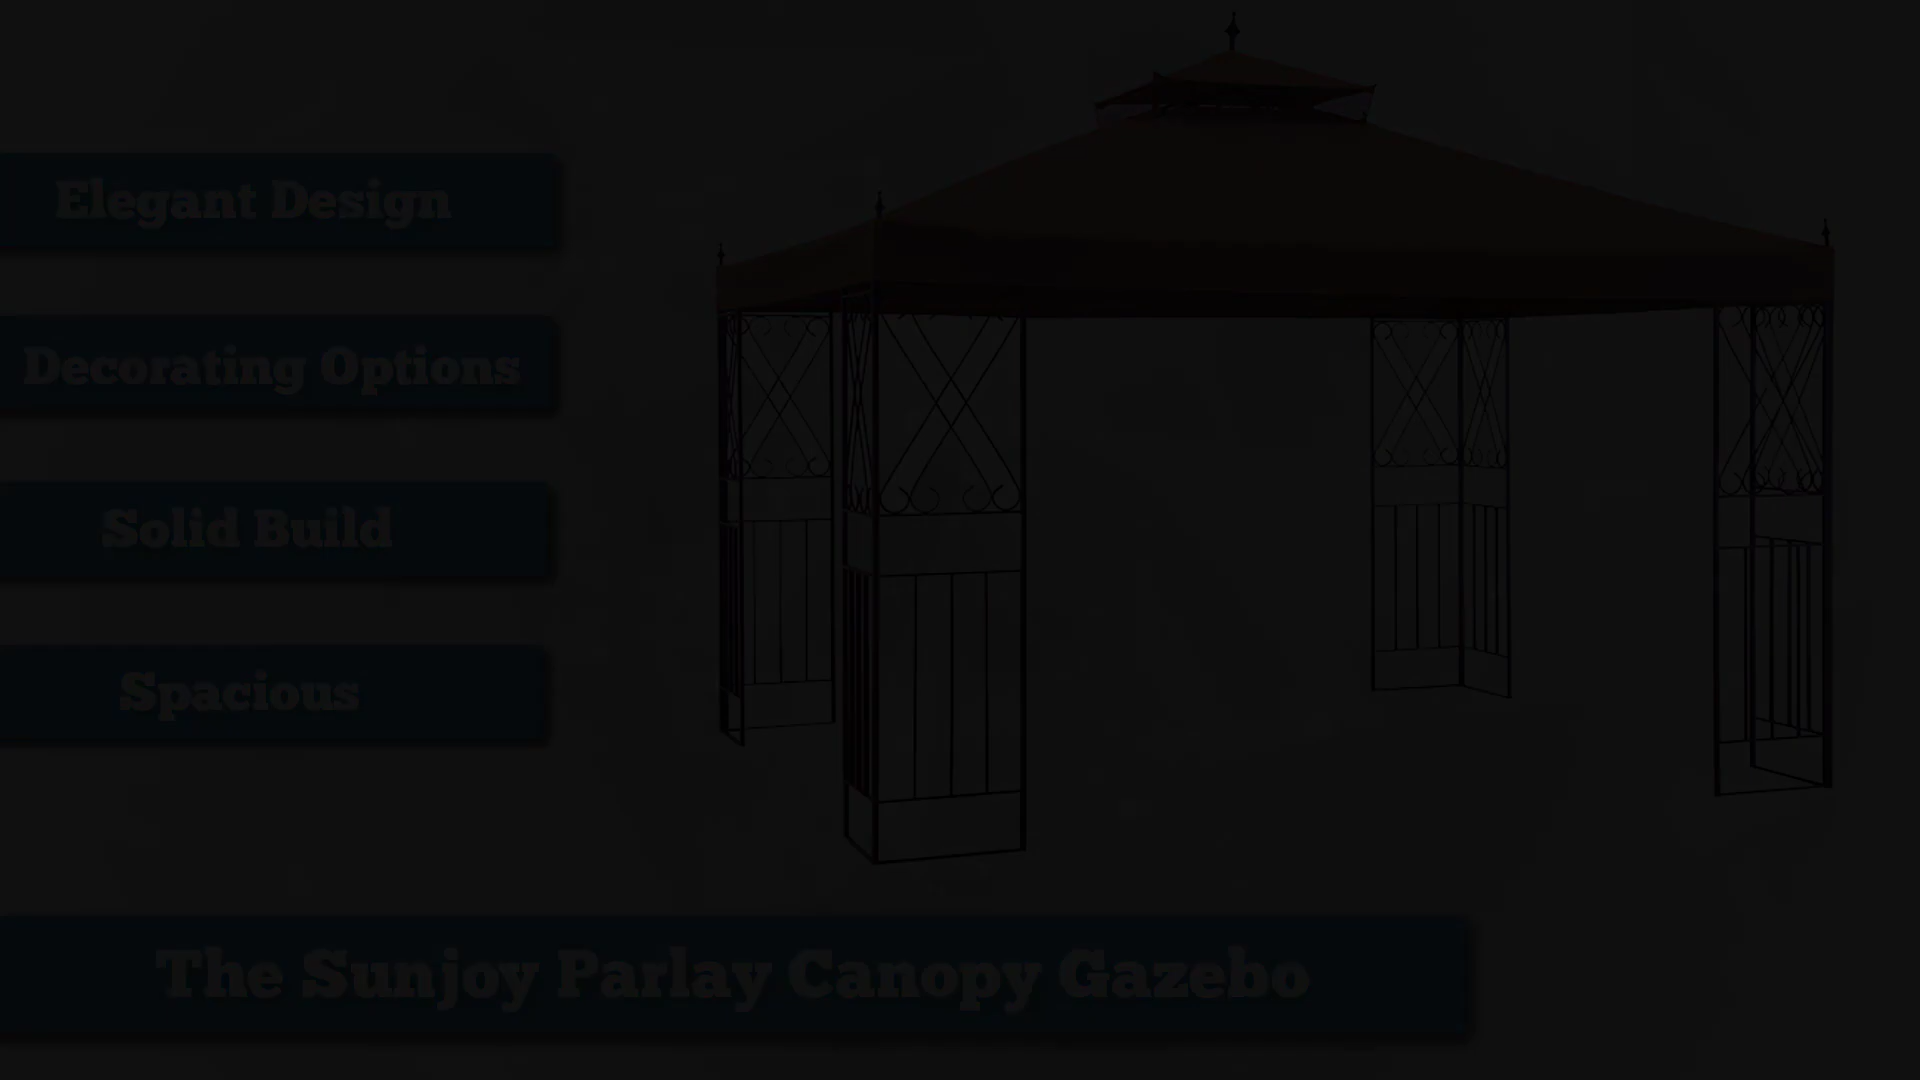 Elegant Design
Decorating Options
Solid Build
Spacious
The Sunjoy Parlay Canopy Gazebo